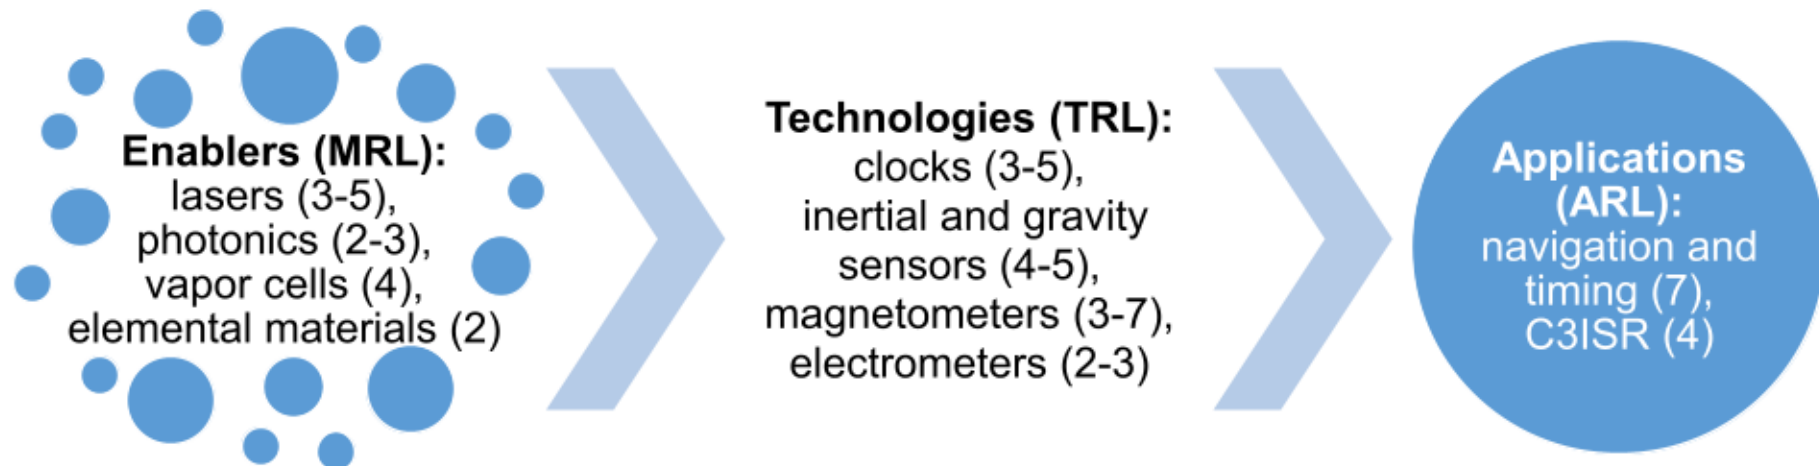 Enablers (MRL):
lasers (3-5),
photonics (2-3),
vapor cells (4),
elemental materials (2)
Technologies (TRL):
clocks (3-5),
inertial and gravity
sensors (4-5),
magnetometers (3-7),
electrometers (2-3)
Applications
(ARL):
navigation and
timing (7),
C3ISR (4)